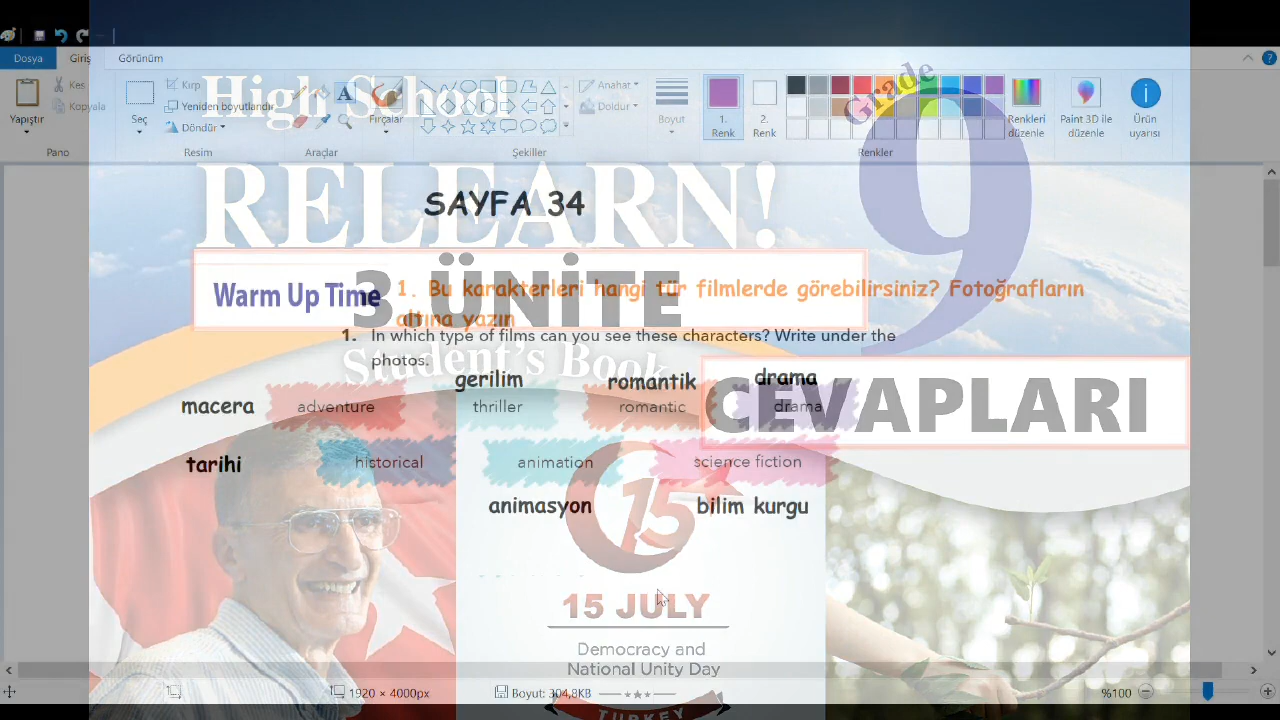 Dosya Giriş Görünüm
Yapıştır
Kes
Kopyala
Pano
Seç
Kırp
Yeniden boyutlandır
Döndür
Resim
Araçlar
Fırçalar
Şekiller
Anahat
Doldur
Boyut
1. Renk
2. Renk
Renkler
Renkleri düzenle
Paint 3D ile düzenle
Ürün uyarısı
High School
Grade
9
RELEARN!
SAYFA 34
3 ÜNİTE
Warm Up Time
1. Bu karakterleri hangi tür filmlerde görebilirsiniz? Fotoğrafların
altına yazın
1. In which type of films can you see these characters? Write under the
photos.
Student's Book
CEVAPLARI
gerilim romantik drama
macera adventure thriller romantic drama
tarihi historical animation science fiction
animasyon bilim kurgu
15
15 JULY
Democracy and
National Unity Day
TURKEY
1920 × 4000px
Boyut: 304,8KB
%100